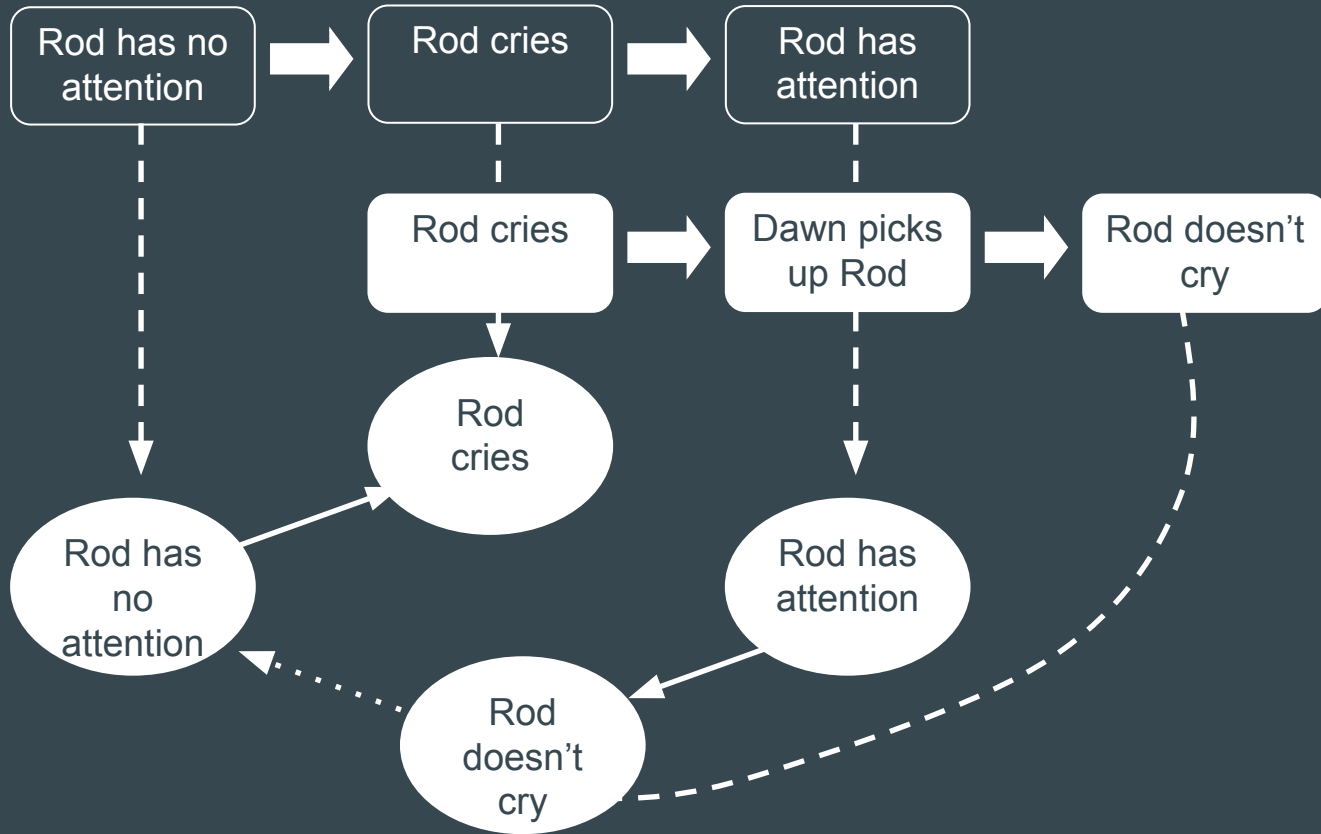 Rod has no
attention
Rod cries
Rod has
attention
Rod cries
Dawn picks
up Rod
Rod doesn't
cry
Rod
cries
Rod has
no
attention
Rod has
attention
Rod
doesn't
cry